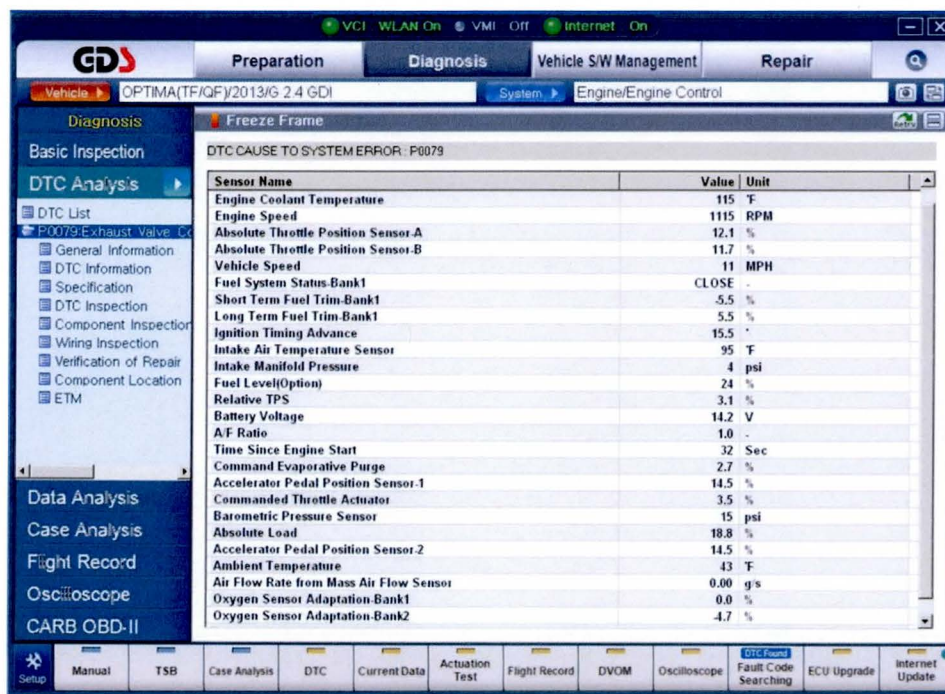 VCI WLAN On VMI Off Internet On
GDS Preparation Diagnosis Vehicle S/W Management Repair
Vehicle OPTIMA(TF/QF)/2013/G 2.4 GDI System Engine/Engine Control
Diagnosis
Basic Inspection
DTC Analysis
DTC List
P0079:Exhaust Valve Co
General Information
DTC Information
Specification
DTC Inspection
Component Inspection
Wiring Inspection
Verification of Repair
Component Location
ETM
Data Analysis
Case Analysis
Flight Record
Oscilloscope
CARB OBD-II
Freeze Frame
Retry
DTC CAUSE TO SYSTEM ERROR : P0079
Sensor Name Value Unit
Engine Coolant Temperature 115 °F
Engine Speed 1115 RPM
Absolute Throttle Position Sensor-A 12.1 %
Absolute Throttle Position Sensor-B 11.7 %
Vehicle Speed 11 MPH
Fuel System Status-Bank1 CLOSE -
Short Term Fuel Trim-Bank1 -5.5 %
Long Term Fuel Trim-Bank1 5.5 %
Ignition Timing Advance 15.5 °
Intake Air Temperature Sensor 95 °F
Intake Manifold Pressure 4 psi
Fuel Level(Option) 24 %
Relative TPS 3.1 %
Battery Voltage 14.2 V
A/F Ratio 1.0 -
Time Since Engine Start 32 Sec
Command Evaporative Purge 2.7 %
Accelerator Pedal Position Sensor-1 14.5 %
Commanded Throttle Actuator 3.5 %
Barometric Pressure Sensor 15 psi
Absolute Load 18.8 %
Accelerator Pedal Position Sensor-2 14.5 %
Ambient Temperature 43 °F
Air Flow Rate from Mass Air Flow Sensor 0.00 g/s
Oxygen Sensor Adaptation-Bank1 0.0 %
Oxygen Sensor Adaptation-Bank2 -4.7 %
Setup
Manual
TSB
Case Analysis
DTC
Current Data
Actuation
Test
Flight Record
DVOM
Oscilloscope
DTC Found
Fault Code
Searching
ECU Upgrade
Internet
Update